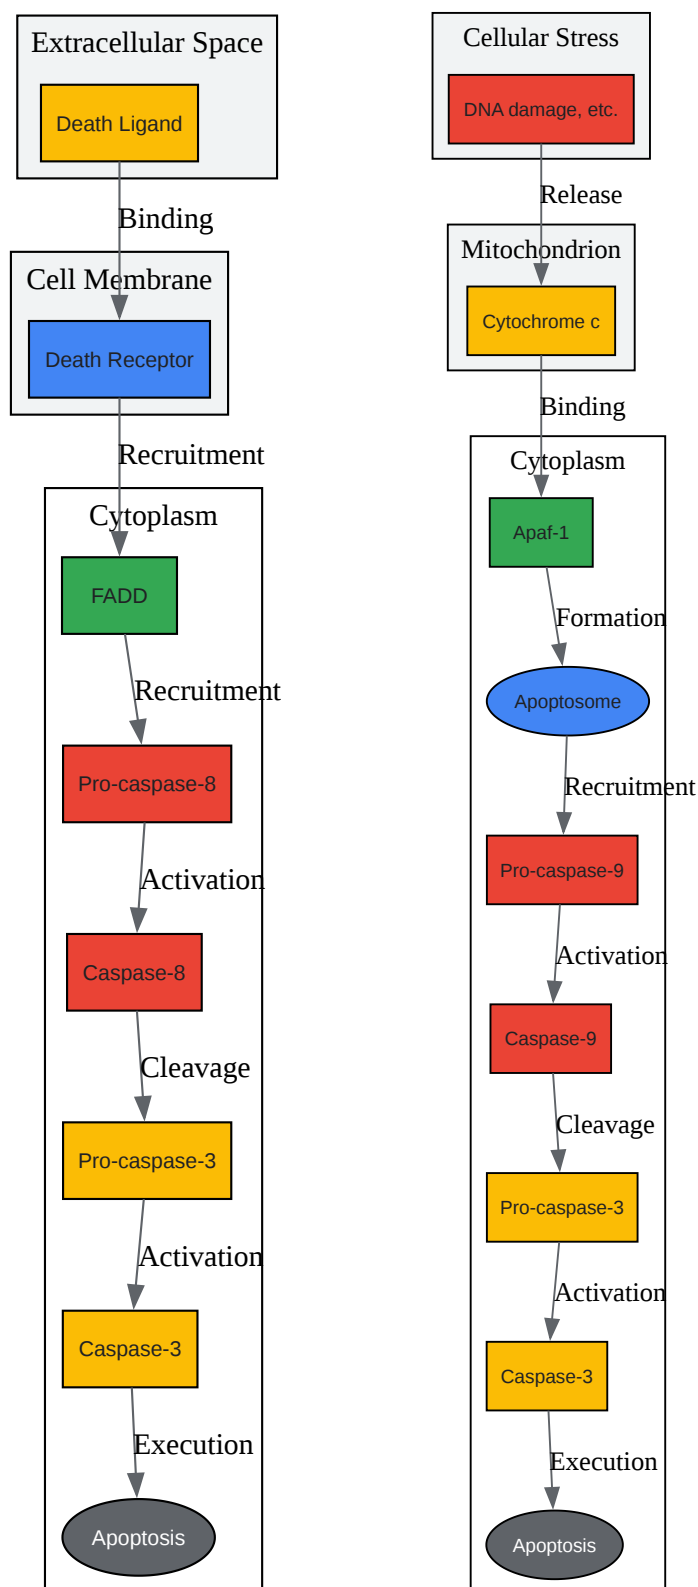 Extracellular Space
Death Ligand
Binding
Cell Membrane
Death Receptor
Recruitment
Cytoplasm
FADD
Recruitment
Pro-caspase-8
Activation
Caspase-8
Cleavage
Pro-caspase-3
Activation
Caspase-3
Execution
Apoptosis
Cellular Stress
DNA damage, etc.
Release
Mitochondrion
Cytochrome c
Binding
Cytoplasm
Apaf-1
Formation
Apoptosome
Recruitment
Pro-caspase-9
Activation
Caspase-9
Cleavage
Pro-caspase-3
Activation
Caspase-3
Execution
Apoptosis